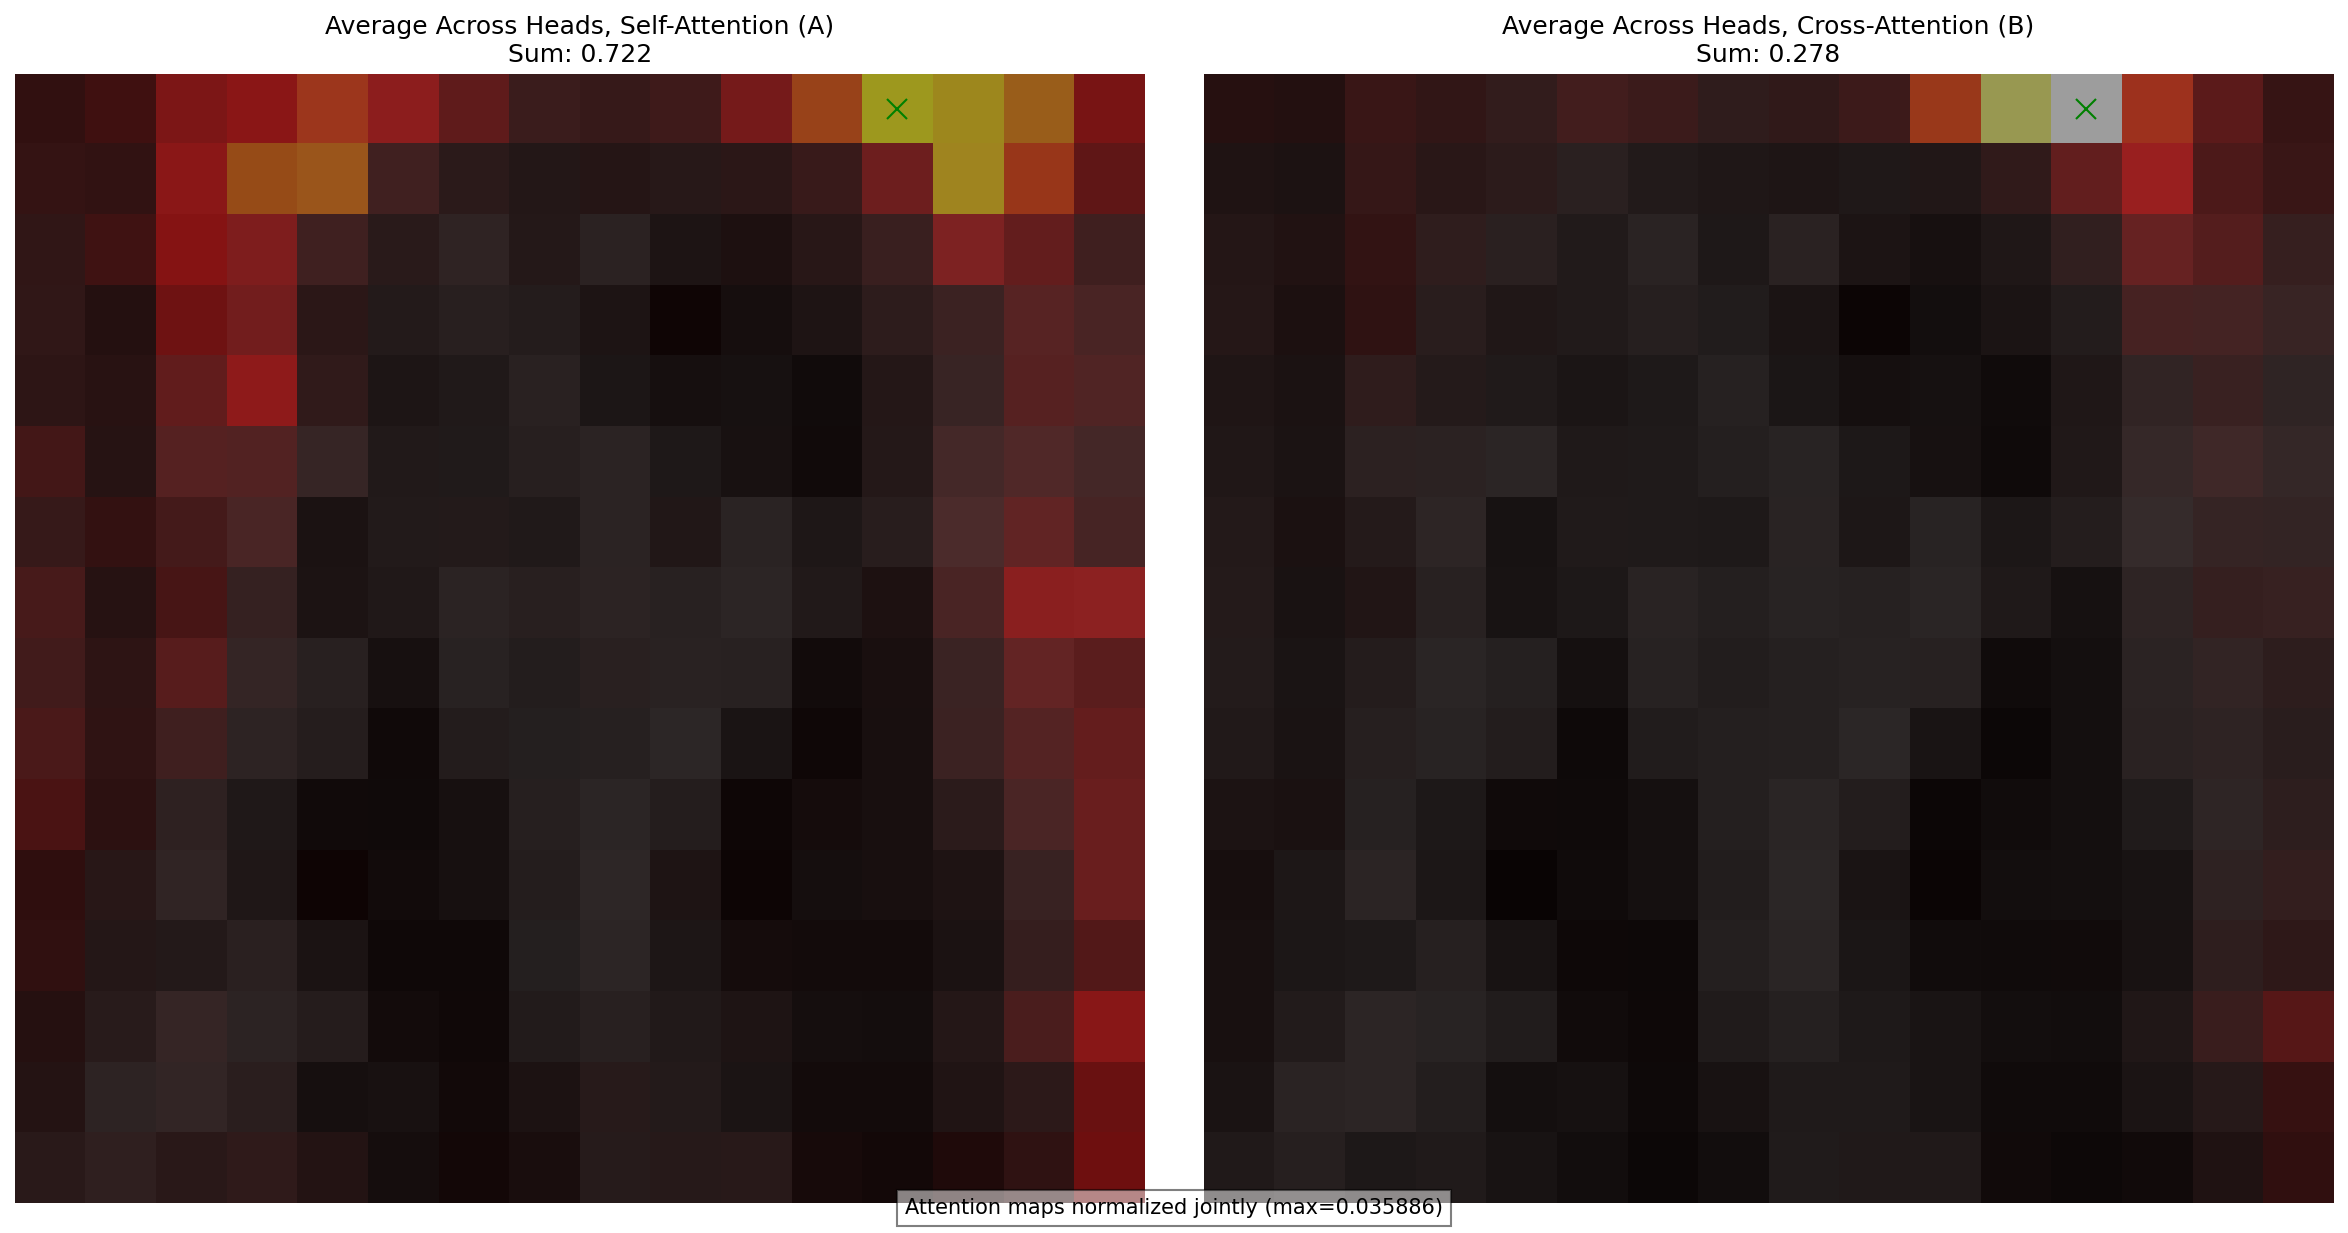 Average Across Heads, Self-Attention (A)
Sum: 0.722
Average Across Heads, Cross-Attention (B)
Sum: 0.278
Attention maps normalized jointly (max=0.035886)